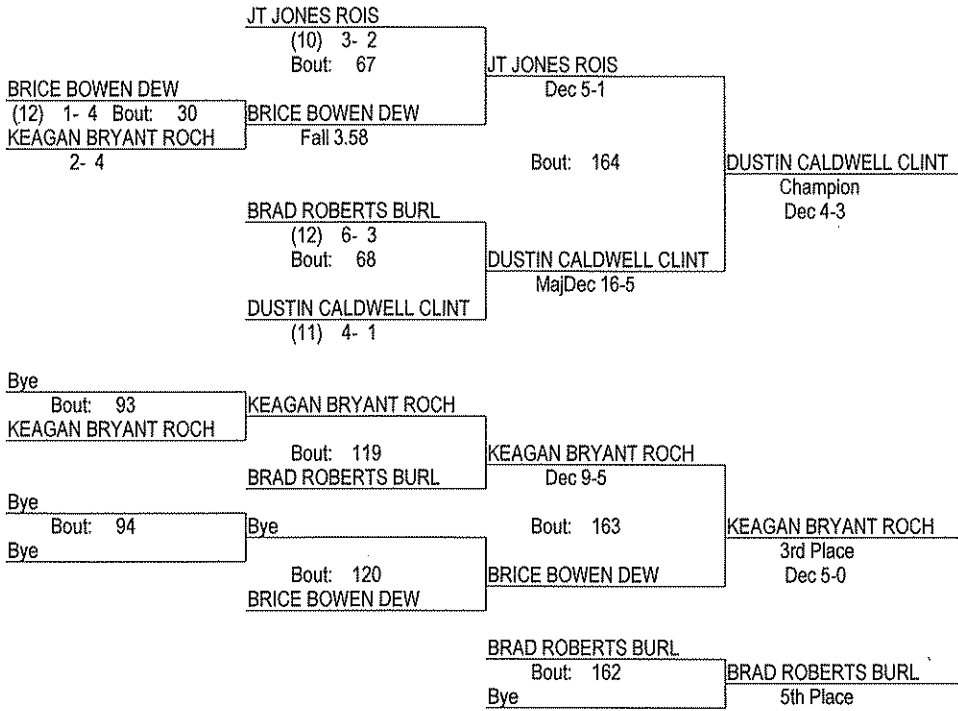 JT JONES ROIS
(10) 3- 2
Bout: 67
JT JONES ROIS
Dec 5-1
BRICE BOWEN DEW
(12) 1- 4 Bout: 30
BRICE BOWEN DEW
KEAGAN BRYANT ROCH
Fall 3.58
2- 4
Bout: 164
DUSTIN CALDWELL CLINT
Champion
Dec 4-3
BRAD ROBERTS BURL
(12) 6- 3
Bout: 68
DUSTIN CALDWELL CLINT
MajDec 16-5
DUSTIN CALDWELL CLINT
(11) 4- 1
Bye
Bout: 93
KEAGAN BRYANT ROCH
KEAGAN BRYANT ROCH
Bout: 119
KEAGAN BRYANT ROCH
Dec 9-5
BRAD ROBERTS BURL
Bye
Bout: 94
Bye
Bye
Bout: 163
KEAGAN BRYANT ROCH
3rd Place
Dec 5-0
Bout: 120
BRICE BOWEN DEW
BRICE BOWEN DEW
BRAD ROBERTS BURL
Bout: 162
BRAD ROBERTS BURL
Bye
5th Place